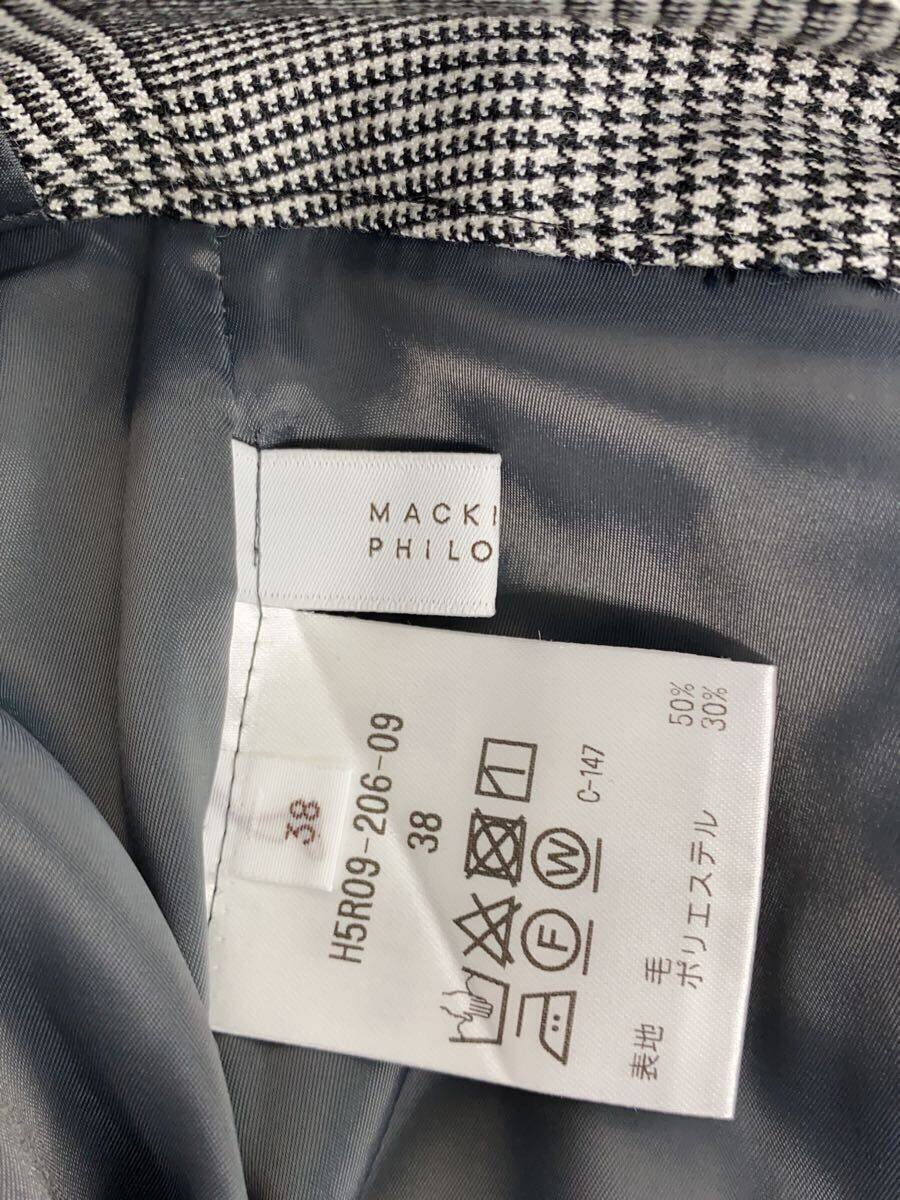 MACKI
PHILO
38
H5R09-206-09
38
W
F
C-147
表地 毛 50%
ポリエステル 30%